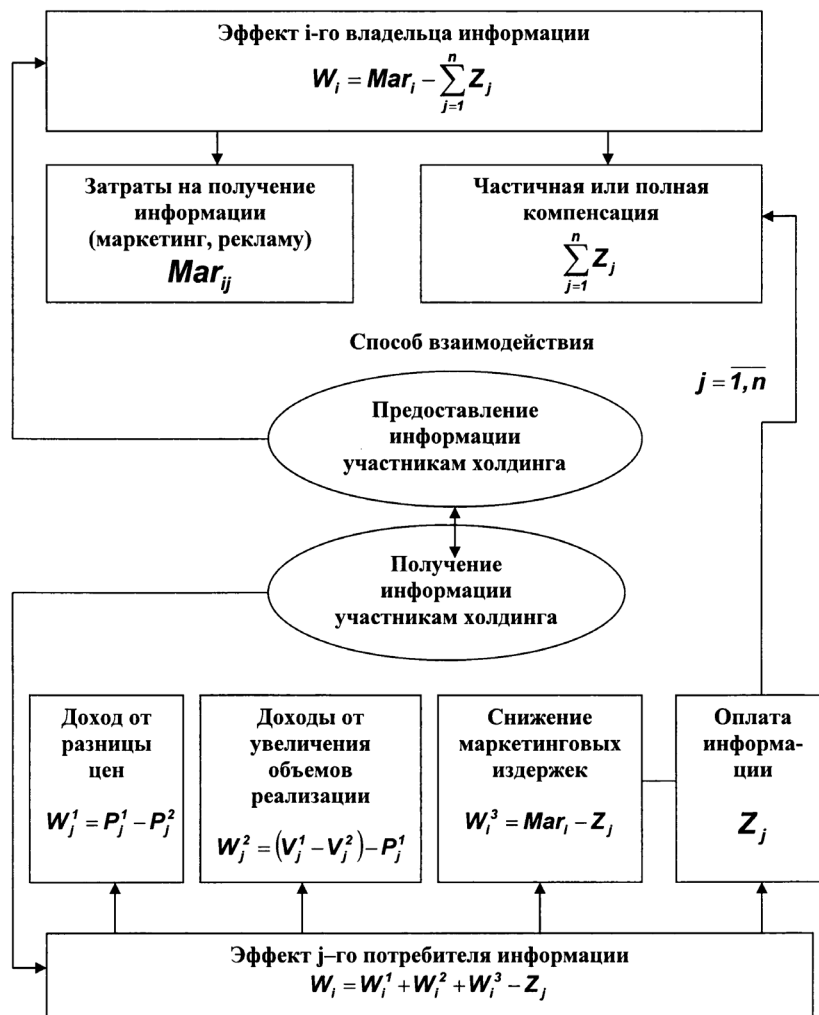 Эффект i-го владельца информации
W_i = Mar_i − ∑_{j=1}^{n} Z_j
Затраты на получение
информации
(маркетинг, рекламу)
Mar_{ij}
Частичная или полная
компенсация
∑_{j=1}^{n} Z_j
Способ взаимодействия
j = \overline{1, n}
Предоставление
информации
участникам холдинга
Получение
информации
участникам холдинга
Доход от
разницы
цен
W_j^1 = P_j^1 − P_j^2
Доходы от
увеличения
объемов
реализации
W_j^2 = (V_j^1 − V_j^2) − P_j^1
Снижение
маркетинговых
издержек
W_i^3 = Mar_i − Z_j
Оплата
информа-
ции
Z_j
Эффект j–го потребителя информации
W_i = W_i^1 + W_i^2 + W_i^3 − Z_j